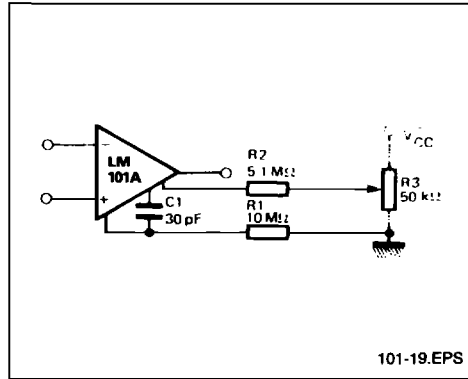 LM
101A
−
+
C1
30 pF
R2
5.1 MΩ
R1
10 MΩ
VCC
R3
50 kΩ
101-19.EPS